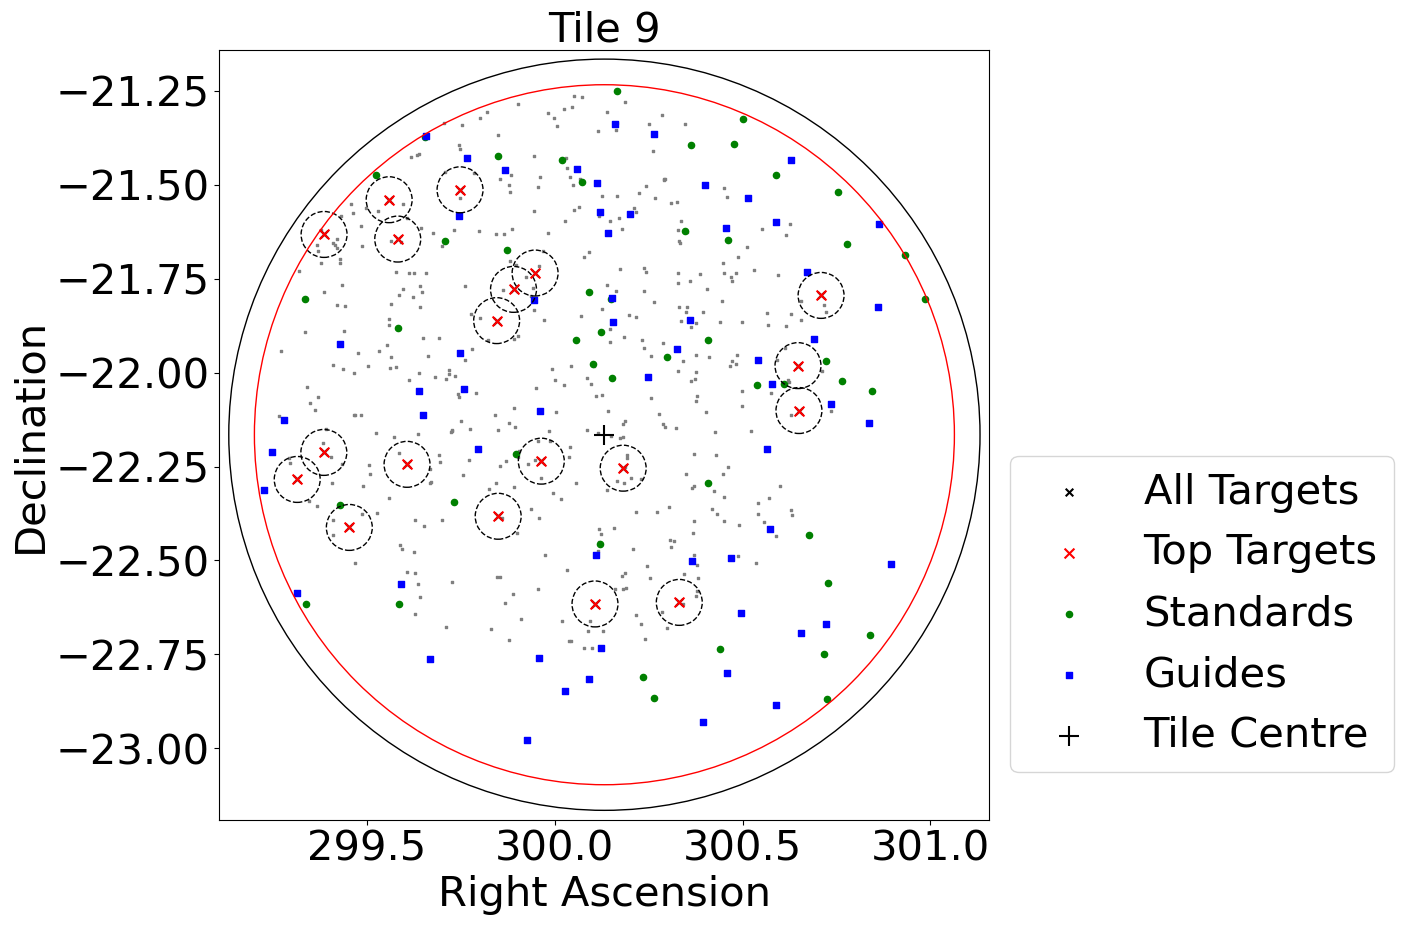 Tile 9
−21.25
−21.50
−21.75
−22.00
−22.25
−22.50
−22.75
−23.00
Declination
299.5 300.0 300.5 301.0
Right Ascension
All Targets
Top Targets
Standards
Guides
Tile Centre